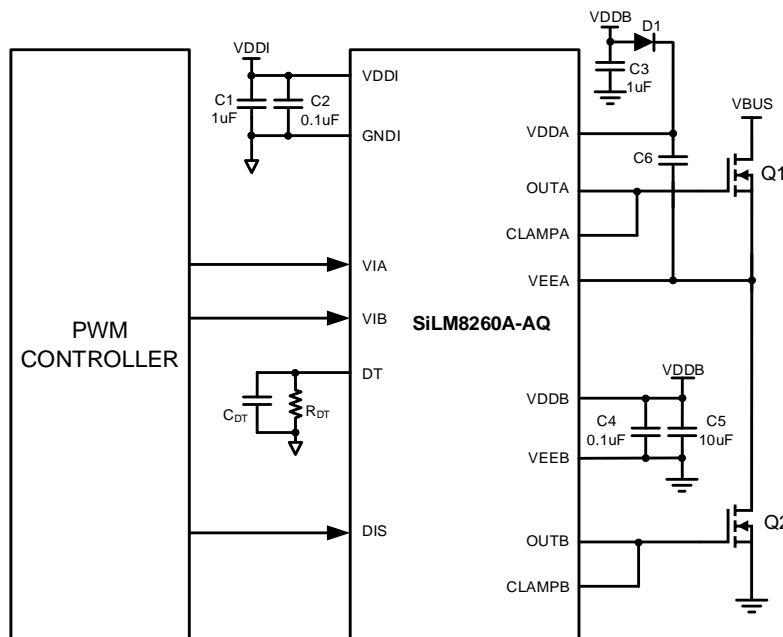 VDDB
D1
C3
1uF
VDDI
C1
1uF
C2
0.1uF
VDDI
GNDI
VDDA
C6
VBUS
Q1
OUTA
CLAMPA
VIA
VEEA
VIB
SiLM8260A-AQ
PWM
CONTROLLER
DT
CDT
RDT
VDDB
VDDB
C4
0.1uF
C5
10uF
VEEB
DIS
OUTB
Q2
CLAMPB